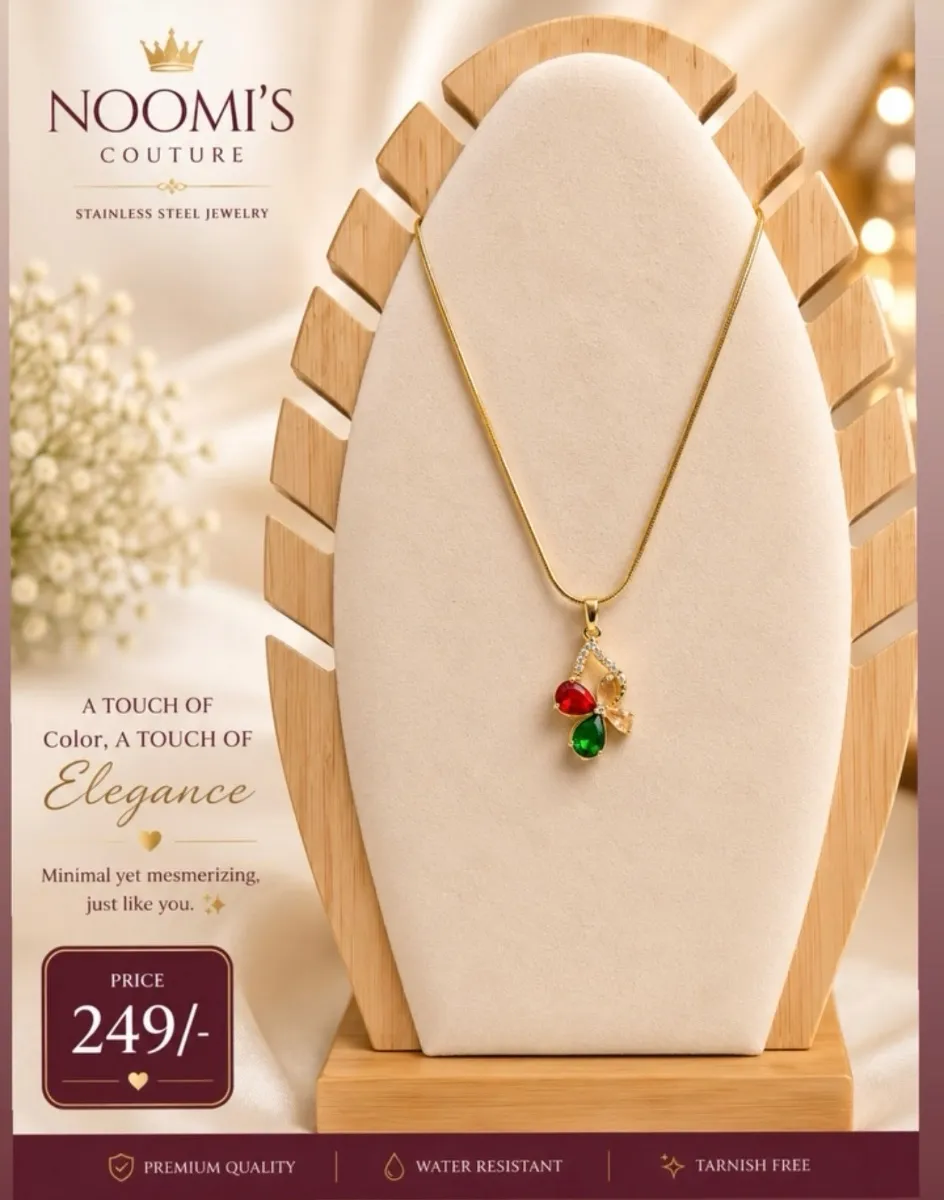 NOOMI'S
COUTURE
STAINLESS STEEL JEWELRY
A TOUCH OF
Color, A TOUCH OF
Elegance
Minimal yet mesmerizing,
just like you.
PRICE
249/-
PREMIUM QUALITY
WATER RESISTANT
TARNISH FREE